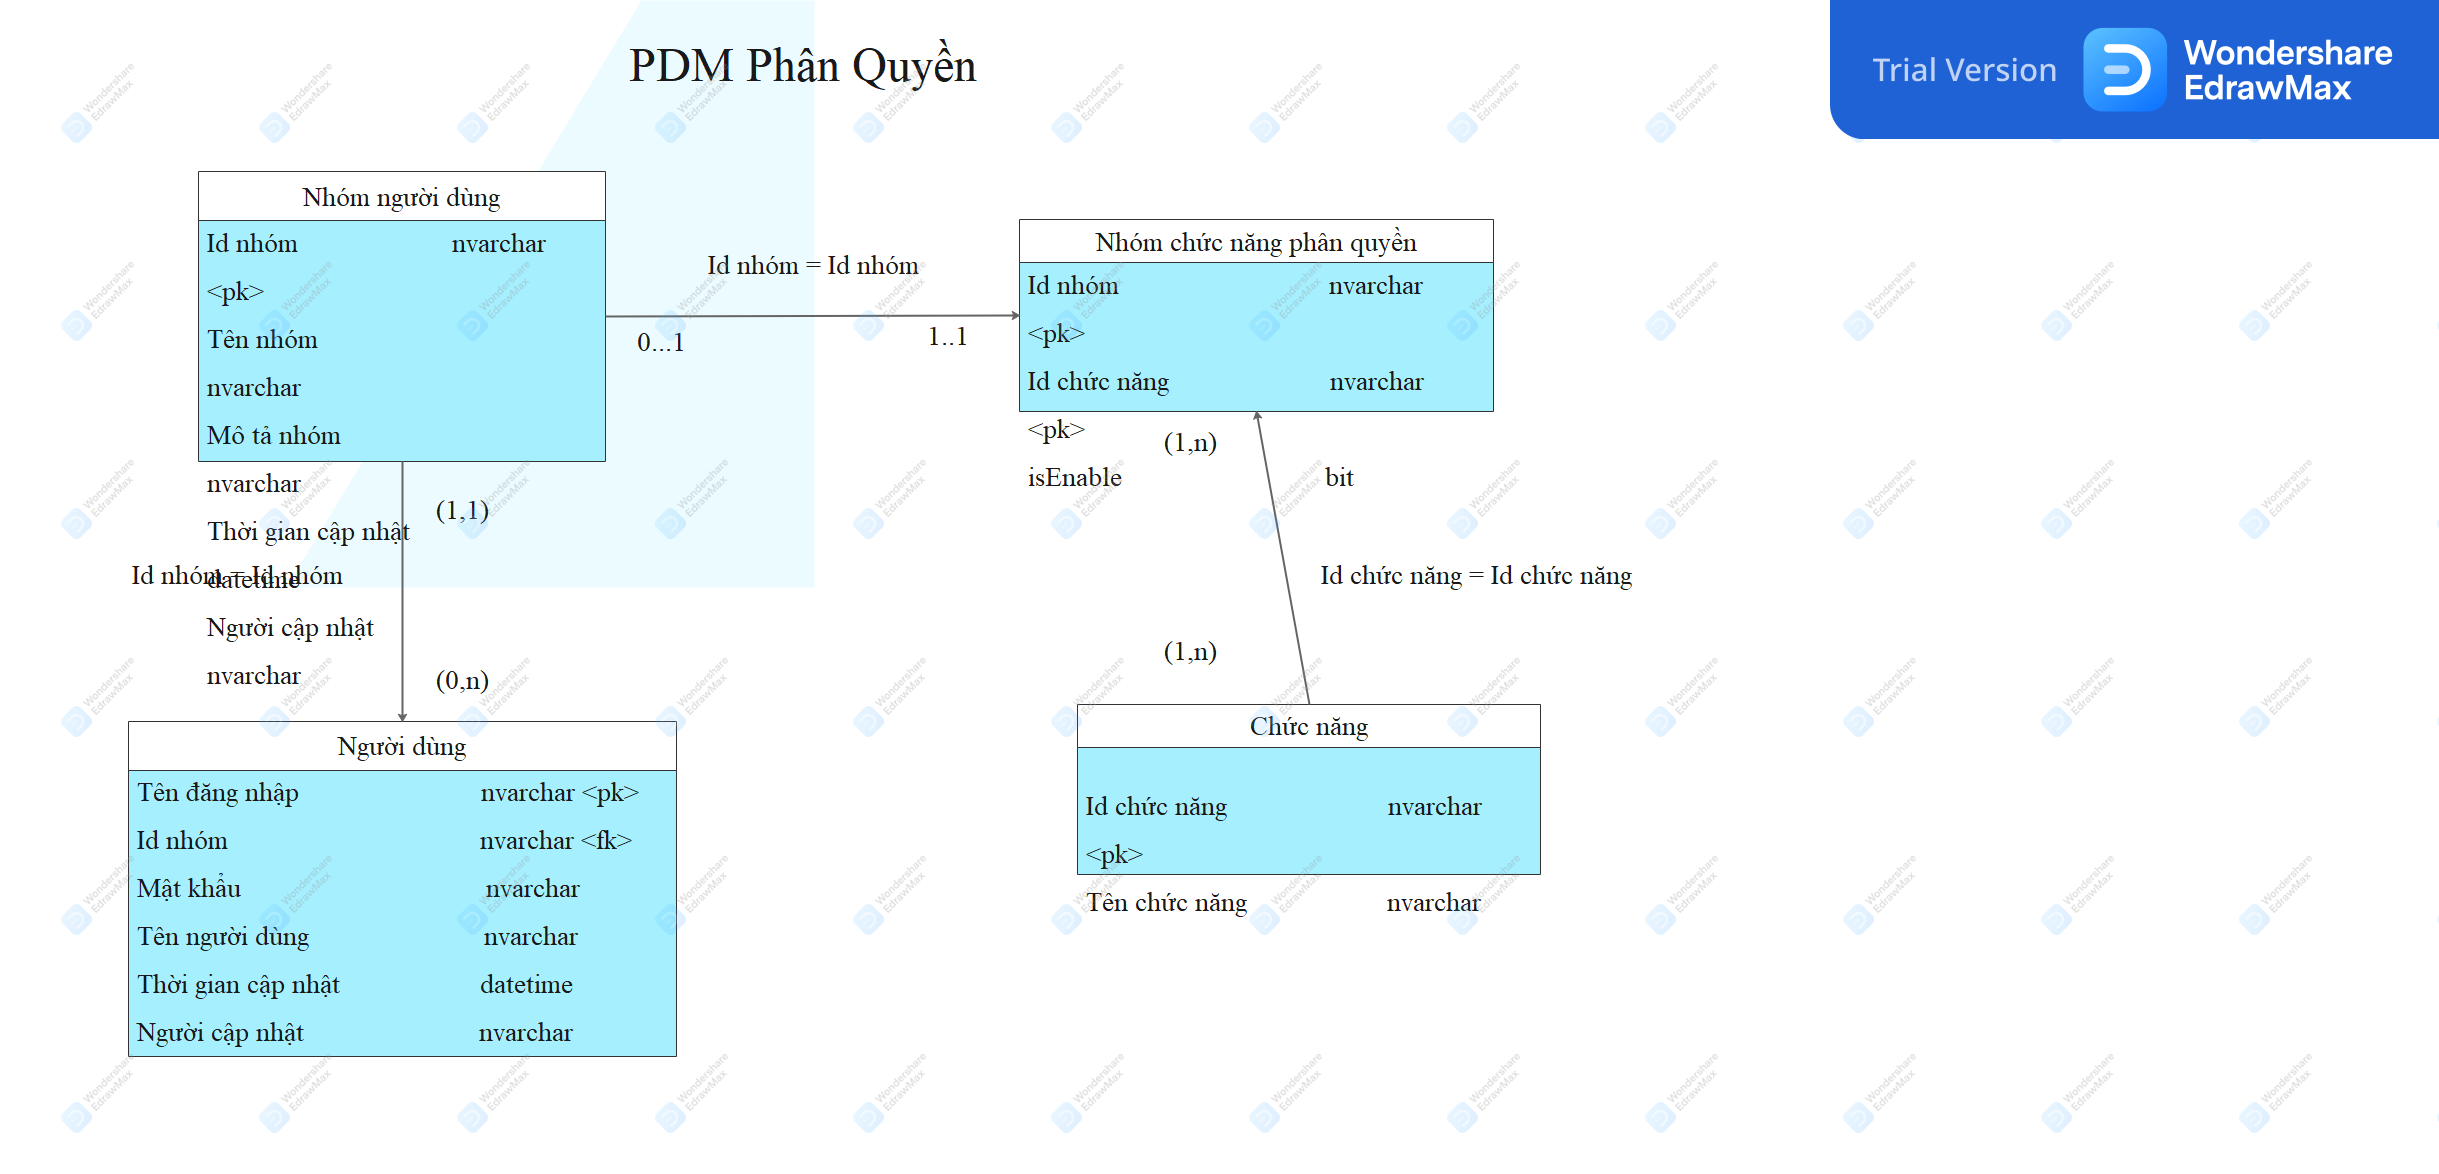 PDM Phân Quyền
Trial Version
Wondershare
EdrawMax
Nhóm người dùng
Id nhóm nvarchar
<pk>
Tên nhóm
nvarchar
Mô tả nhóm
nvarchar
Thời gian cập nhật
datetime
Người cập nhật
nvarchar
Id nhóm = Id nhóm
0...1
1..1
Nhóm chức năng phân quyền
Id nhóm nvarchar
<pk>
Id chức năng nvarchar
<pk>
isEnable bit
(1,n)
Id chức năng = Id chức năng
(1,n)
(1,1)
Id nhóm = Id nhóm
(0,n)
Người dùng
Tên đăng nhập nvarchar <pk>
Id nhóm nvarchar <fk>
Mật khẩu nvarchar
Tên người dùng nvarchar
Thời gian cập nhật datetime
Người cập nhật nvarchar
Chức năng
Id chức năng nvarchar
<pk>
Tên chức năng nvarchar